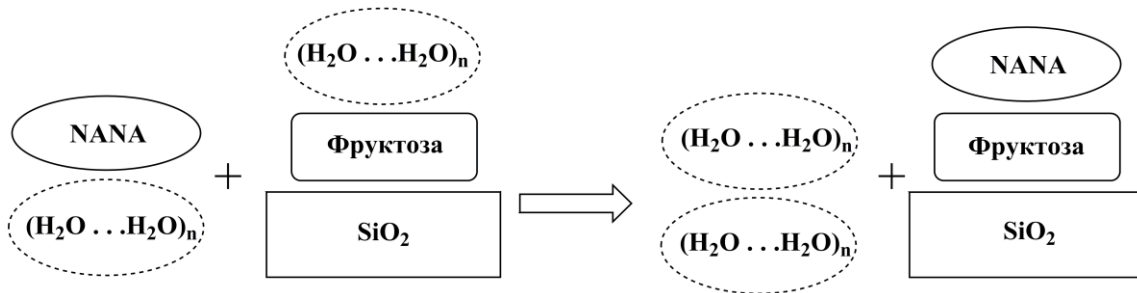 NANA
(H₂O . . .H₂O)ₙ
+
(H₂O . . .H₂O)ₙ
Фруктоза
SiO₂
(H₂O . . .H₂O)ₙ
(H₂O . . .H₂O)ₙ
+
NANA
Фруктоза
SiO₂